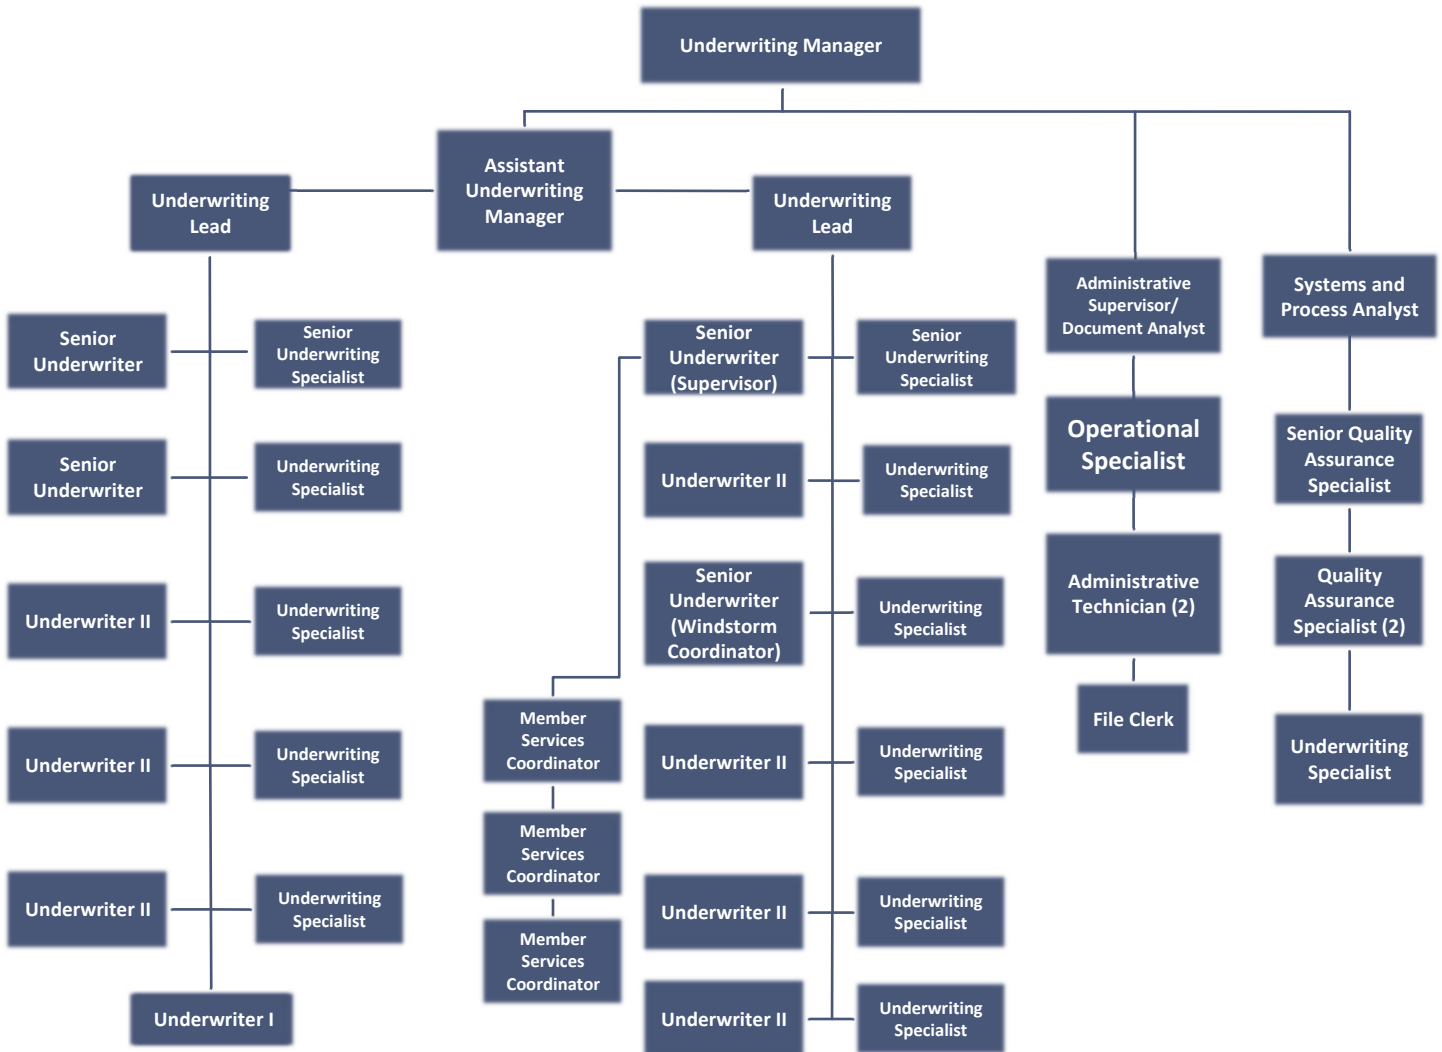 Underwriting Manager
Assistant
Underwriting
Manager
Underwriting
Lead
Underwriting
Lead
Administrative
Supervisor/
Document Analyst
Systems and
Process Analyst
Senior
Underwriter
Senior
Underwriting
Specialist
Senior
Underwriter
(Supervisor)
Senior
Underwriting
Specialist
Operational
Specialist
Senior Quality
Assurance
Specialist
Senior
Underwriter
Underwriting
Specialist
Underwriter II
Underwriting
Specialist
Administrative
Technician (2)
Quality
Assurance
Specialist (2)
Underwriter II
Underwriting
Specialist
Senior
Underwriter
(Windstorm
Coordinator)
Underwriting
Specialist
File Clerk
Underwriting
Specialist
Underwriter II
Underwriting
Specialist
Member
Services
Coordinator
Underwriter II
Underwriting
Specialist
Member
Services
Coordinator
Underwriter II
Underwriting
Specialist
Underwriter II
Underwriting
Specialist
Member
Services
Coordinator
Underwriter I
Underwriter II
Underwriting
Specialist